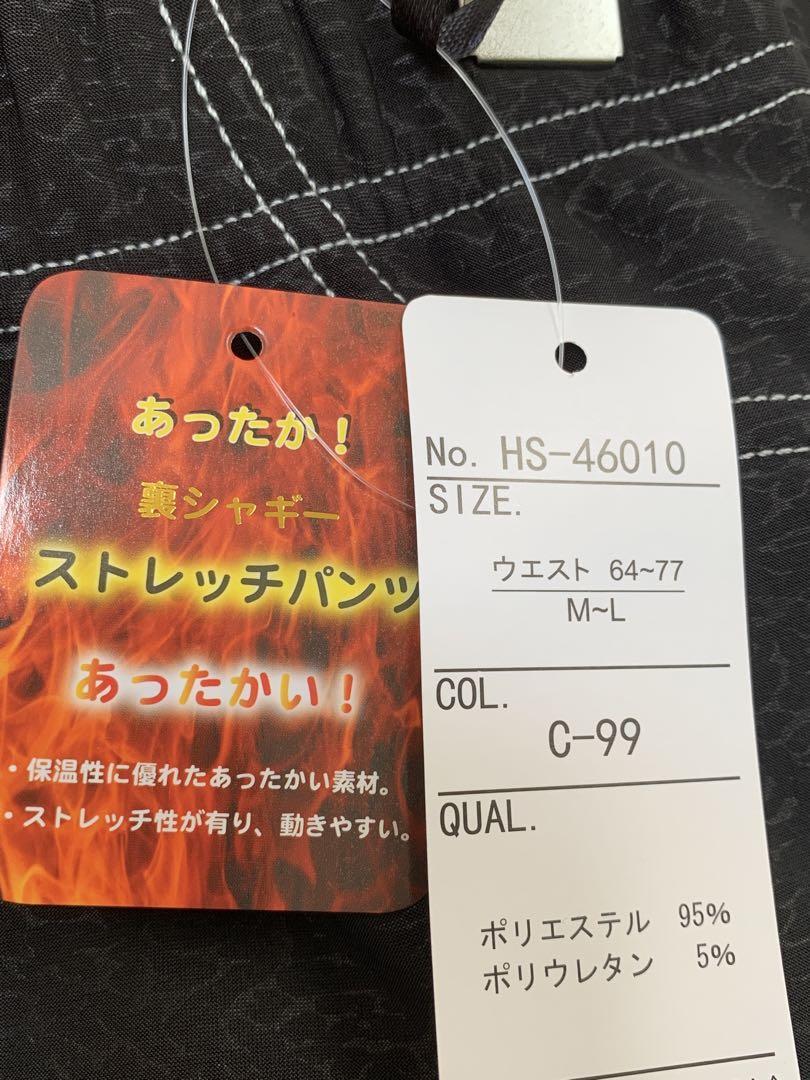 あったか！
裏シャギー
ストレッチパンツ
あったかい！
・保温性に優れたあったかい素材。
・ストレッチ性が有り、動きやすい。
No. HS-46010
SIZE.
ウエスト 64~77
M~L
COL.
C-99
QUAL.
ポリエステル 95%
ポリウレタン 5%